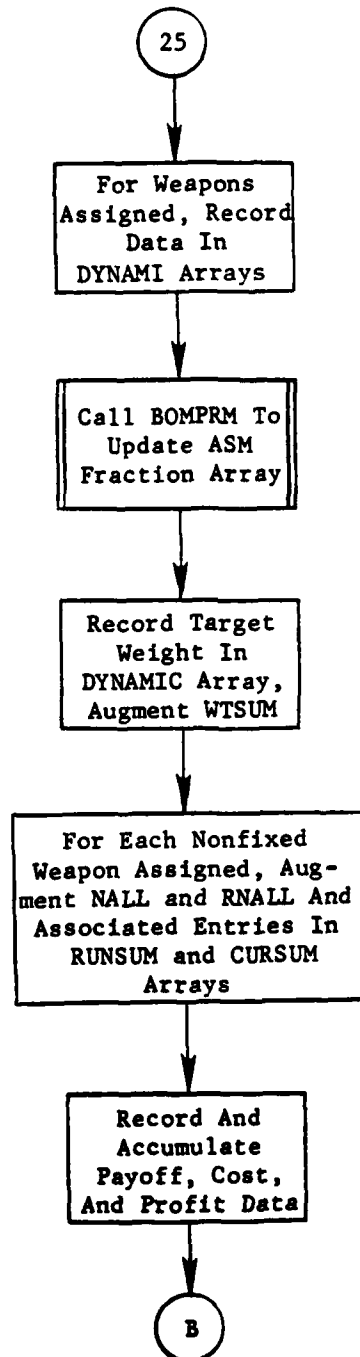 25
For Weapons
Assigned, Record
Data In
DYNAMI Arrays
Call BOMPRM To
Update ASM
Fraction Array
Record Target
Weight In
DYNAMIC Array,
Augment WTSUM
For Each Nonfixed
Weapon Assigned, Aug-
ment NALL and RNALL And
Associated Entries In
RUNSUM and CURSUM
Arrays
Record And
Accumulate
Payoff, Cost,
And Profit Data
B